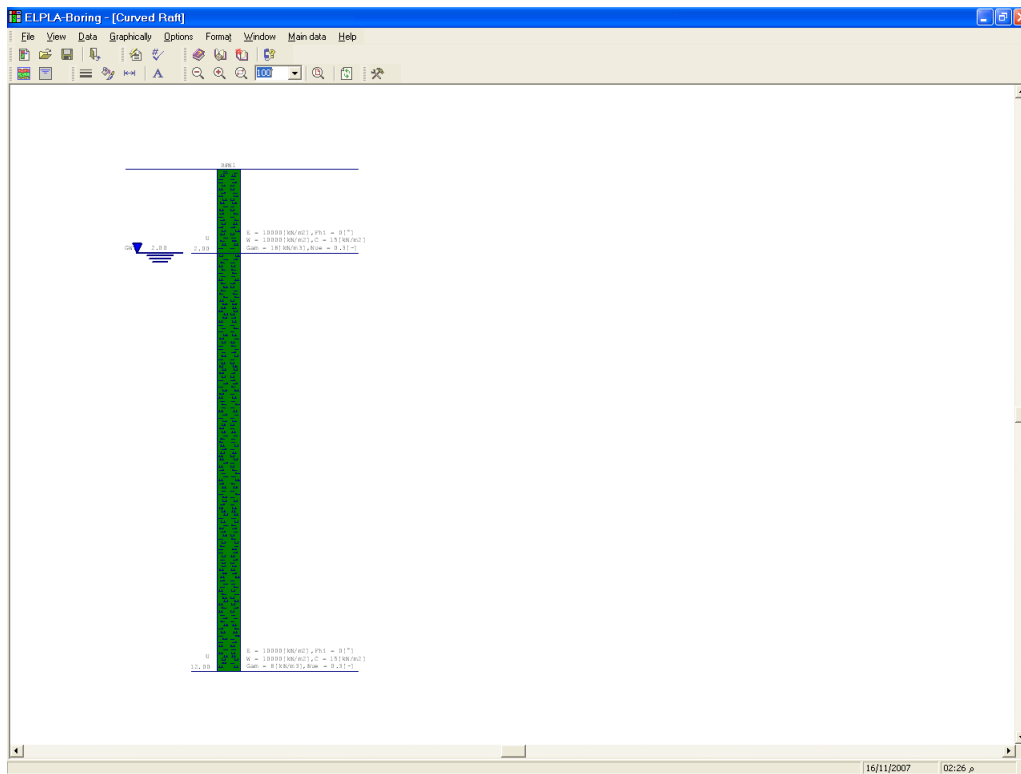 ELPLA-Boring - [Curved Raft]
File View Data Graphically Options Format Window Main data Help
100
E = 10000[kN/m2],Phi = 0[°]
U W = 10000[kN/m2],C = 15[kN/m2]
GW 2.00 2.00 Gam = 18[kN/m3],Nue = 0.3[-]
E = 10000[kN/m2],Phi = 0[°]
U W = 10000[kN/m2],C = 15[kN/m2]
12.00 Gam = 8[kN/m3],Nue = 0.3[-]
16/11/2007 02:26 م